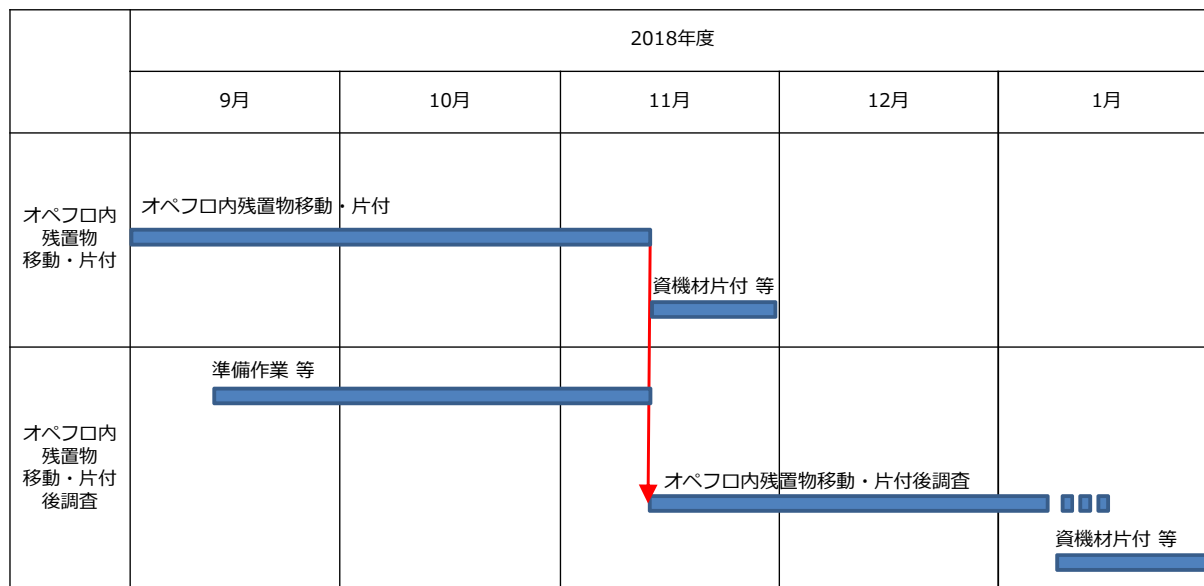 2018年度
9月
10月
11月
12月
1月
オペフロ内
残置物
移動・片付
オペフロ内残置物移動・片付
資機材片付 等
オペフロ内
残置物
移動・片付
後調査
準備作業 等
オペフロ内残置物移動・片付後調査
資機材片付 等